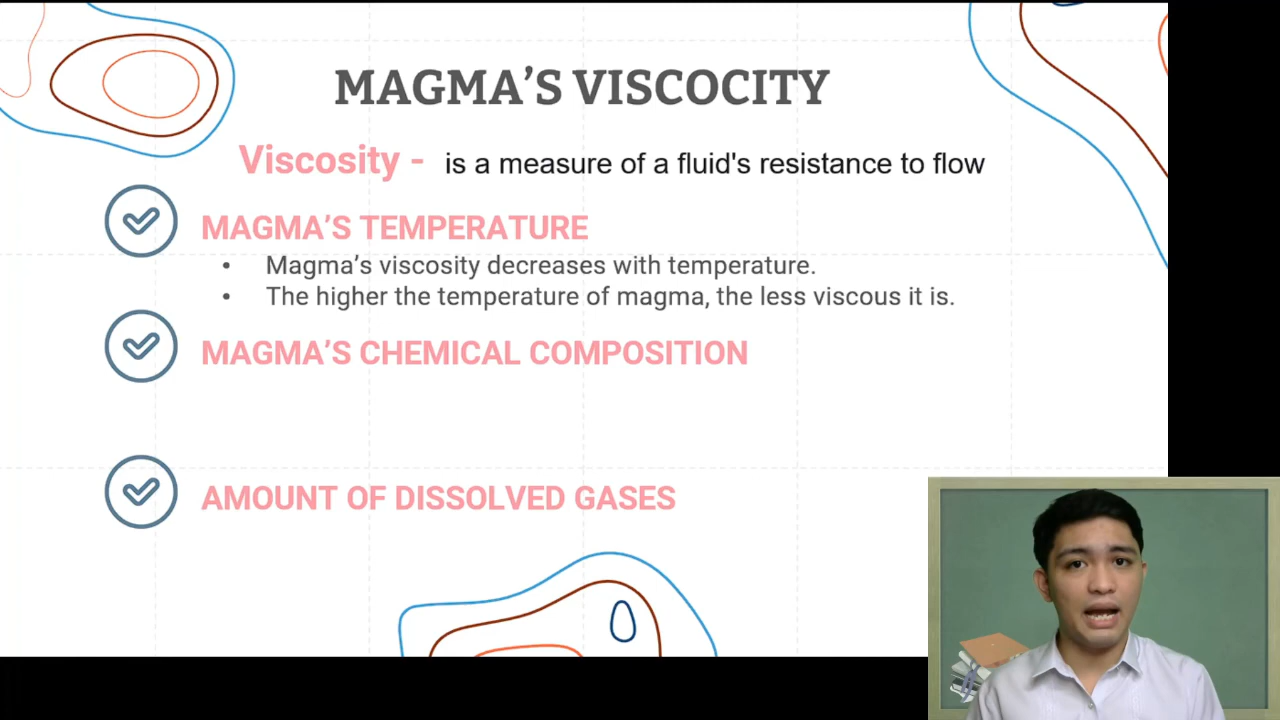 MAGMA’S VISCOCITY
Viscosity - is a measure of a fluid's resistance to flow
MAGMA’S TEMPERATURE
• Magma’s viscosity decreases with temperature.
• The higher the temperature of magma, the less viscous it is.
MAGMA’S CHEMICAL COMPOSITION
AMOUNT OF DISSOLVED GASES